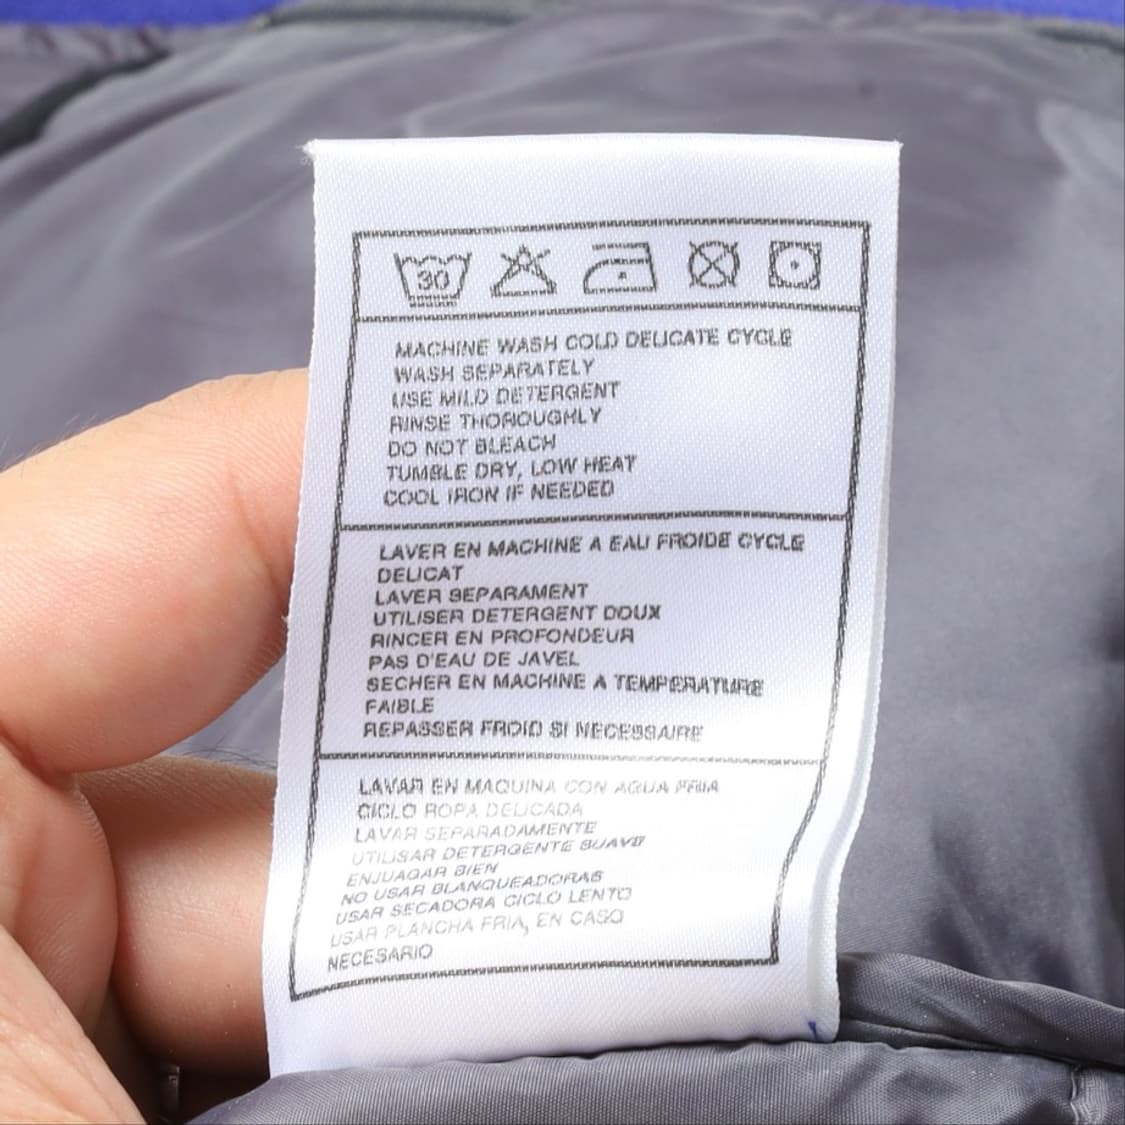 30
MACHINE WASH COLD DELICATE CYCLE
WASH SEPARATELY
USE MILD DETERGENT
RINSE THOROUGHLY
DO NOT BLEACH
TUMBLE DRY, LOW HEAT
COOL IRON IF NEEDED
LAVER EN MACHINE A EAU FROIDE CYCLE
DELICAT
LAVER SEPARAMENT
UTILISER DETERGENT DOUX
RINCER EN PROFONDEUR
PAS D'EAU DE JAVEL
SECHER EN MACHINE A TEMPERATURE
FAIBLE
REPASSER FROID SI NECESSAIRE
LAVAR EN MAQUINA CON AGUA FRIA
CICLO ROPA DELICADA
LAVAR SEPARADAMENTE
UTILISAR DETERGENTE SUAVE
ENJUAGAR BIEN
NO USAR BLANQUEADORAS
USAR SECADORA CICLO LENTO
USAR PLANCHA FRIA, EN CASO
NECESARIO